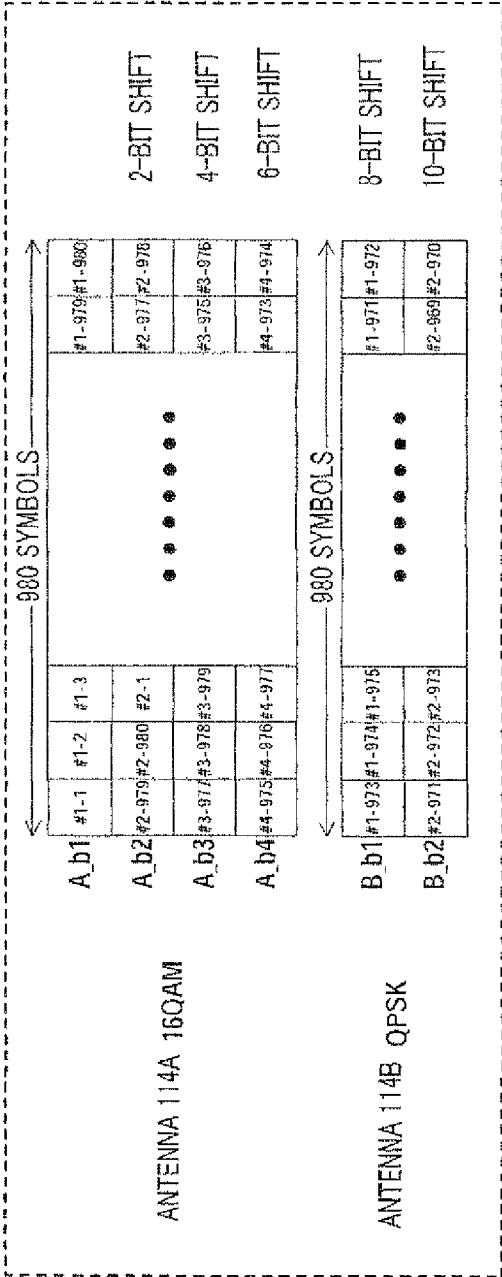 980 SYMBOLS
A_b1 #1-1 #1-2 #1-3 #1-979 #1-980
A_b2 #2-979 #2-980 #2-1 #2-977 #2-978 2-BIT SHIFT
A_b3 #3-977 #3-978 #3-979 #3-975 #3-976 4-BIT SHIFT
A_b4 #4-975 #4-976 #4-977 #4-973 #4-974 6-BIT SHIFT
ANTENNA 114A 16QAM
980 SYMBOLS
B_b1 #1-973 #1-974 #1-975 #1-971 #1-972 8-BIT SHIFT
B_b2 #2-971 #2-972 #2-973 #2-969 #2-970 10-BIT SHIFT
ANTENNA 114B QPSK